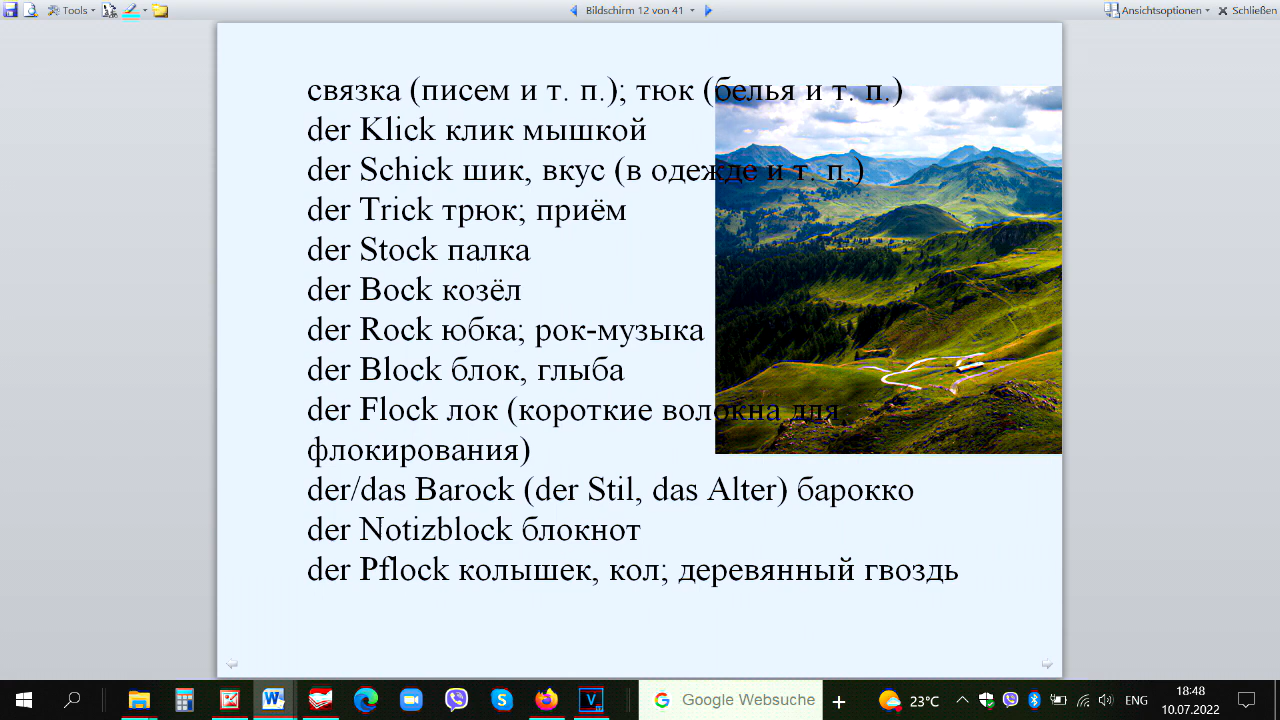 Tools
Bildschirm 12 von 41
Ansichtsoptionen
Schließen
связка (писем и т. п.); тюк (белья и т. п.)
der Klick клик мышкой
der Schick шик, вкус (в одежде и т. п.)
der Trick трюк; приём
der Stock палка
der Bock козёл
der Rock юбка; рок-музыка
der Block блок, глыба
der Flock лок (короткие волокна для
флокирования)
der/das Barock (der Stil, das Alter) барокко
der Notizblock блокнот
der Pflock колышек, кол; деревянный гвоздь
Google Websuche
23°C
ENG
18:48
10.07.2022